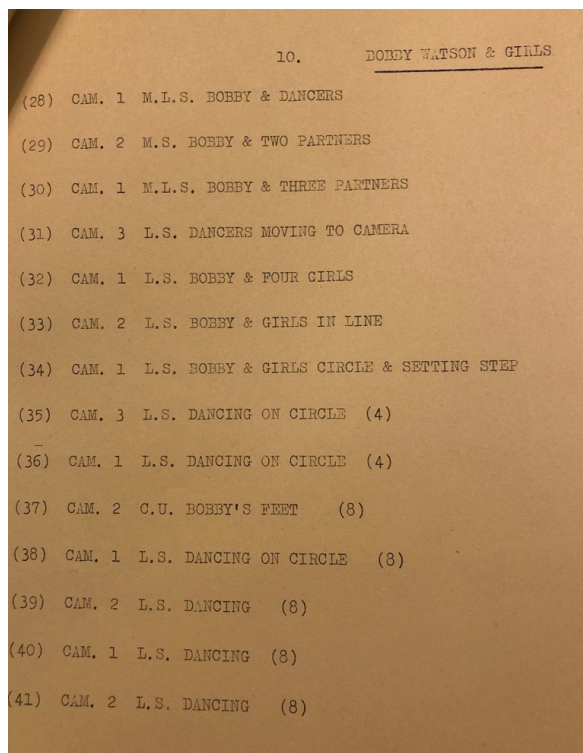 10. BOBBY WATSON & GIRLS
(28) CAM. 1 M.L.S. BOBBY & DANCERS
(29) CAM. 2 M.S. BOBBY & TWO PARTNERS
(30) CAM. 1 M.L.S. BOBBY & THREE PARTNERS
(31) CAM. 3 L.S. DANCERS MOVING TO CAMERA
(32) CAM. 1 L.S. BOBBY & FOUR GIRLS
(33) CAM. 2 L.S. BOBBY & GIRLS IN LINE
(34) CAM. 1 L.S. BOBBY & GIRLS CIRCLE & SETTING STEP
(35) CAM. 3 L.S. DANCING ON CIRCLE (4)
(36) CAM. 1 L.S. DANCING ON CIRCLE (4)
(37) CAM. 2 C.U. BOBBY'S FEET (8)
(38) CAM. 1 L.S. DANCING ON CIRCLE (8)
(39) CAM. 2 L.S. DANCING (8)
(40) CAM. 1 L.S. DANCING (8)
(41) CAM. 2 L.S. DANCING (8)